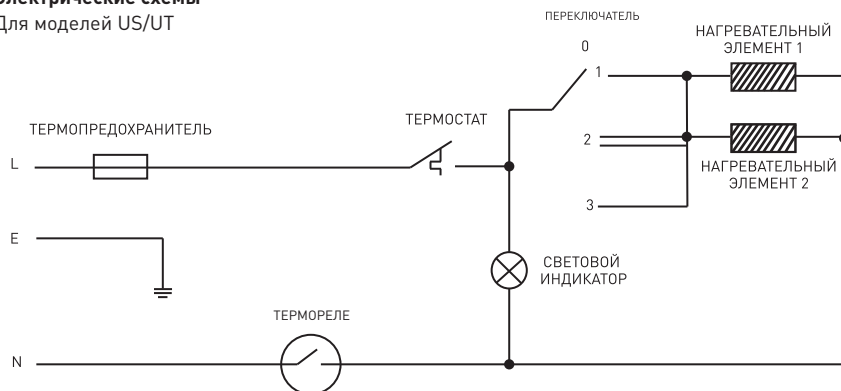 Электрические схемы
Для моделей US/UT
ПЕРЕКЛЮЧАТЕЛЬ
0
1
2
3
НАГРЕВАТЕЛЬНЫЙ
ЭЛЕМЕНТ 1
НАГРЕВАТЕЛЬНЫЙ
ЭЛЕМЕНТ 2
ТЕРМОПРЕДОХРАНИТЕЛЬ
ТЕРМОСТАТ
L
E
СВЕТОВОЙ
ИНДИКАТОР
ТЕРМОРЕЛЕ
N